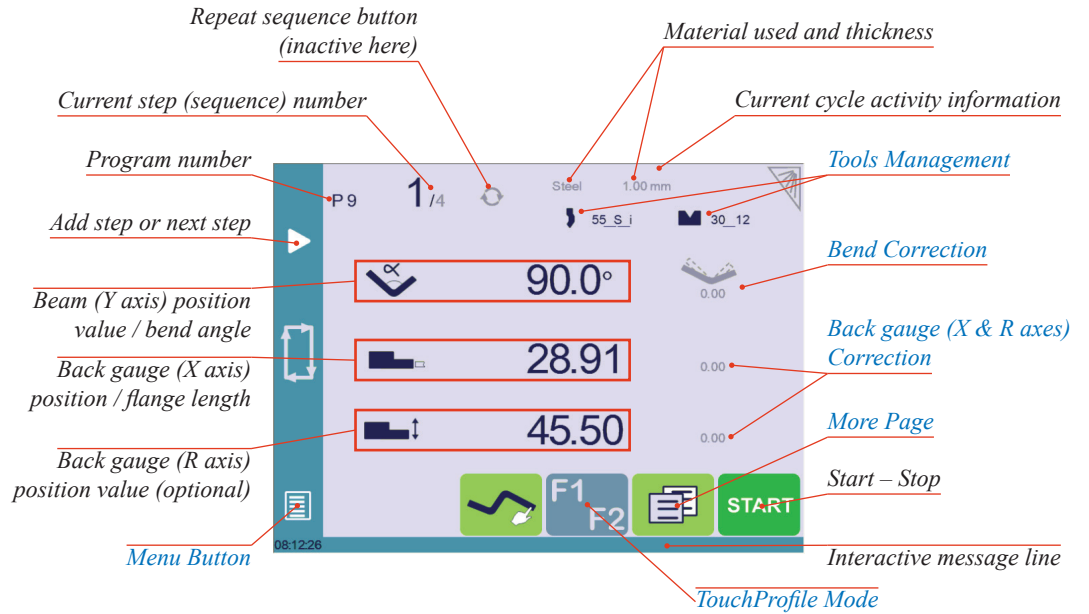 Repeat sequence button
(inactive here)
Material used and thickness
Current step (sequence) number
Current cycle activity information
Program number
Tools Management
P 9
1/4
Steel
1.00 mm
55_S_i
30__12
Add step or next step
Bend Correction
90.0°
0.00
Beam (Y axis) position
value / bend angle
Back gauge (X & R axes)
Correction
28.91
0.00
Back gauge (X axis)
position / flange length
More Page
45.50
0.00
Back gauge (R axis)
position value (optional)
Start – Stop
F1
F2
START
Menu Button
08:12:26
Interactive message line
TouchProfile Mode